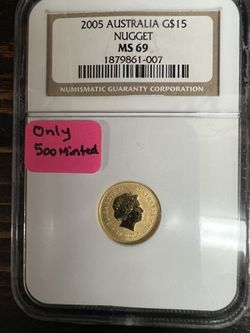 2005 AUSTRALIA G$15
NUGGET
MS 69
1879861-007
NUMISMATIC GUARANTY CORPORATION
Only
500 Minted